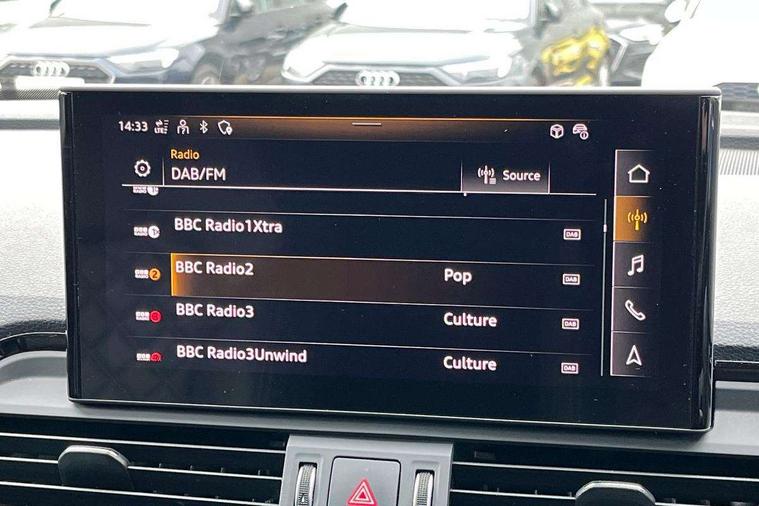 14:33 LTE
Radio
DAB/FM
Source
BBC Radio1Xtra
DAB
BBC Radio2 Pop
DAB
BBC Radio3 Culture
DAB
BBC Radio3Unwind Culture
DAB